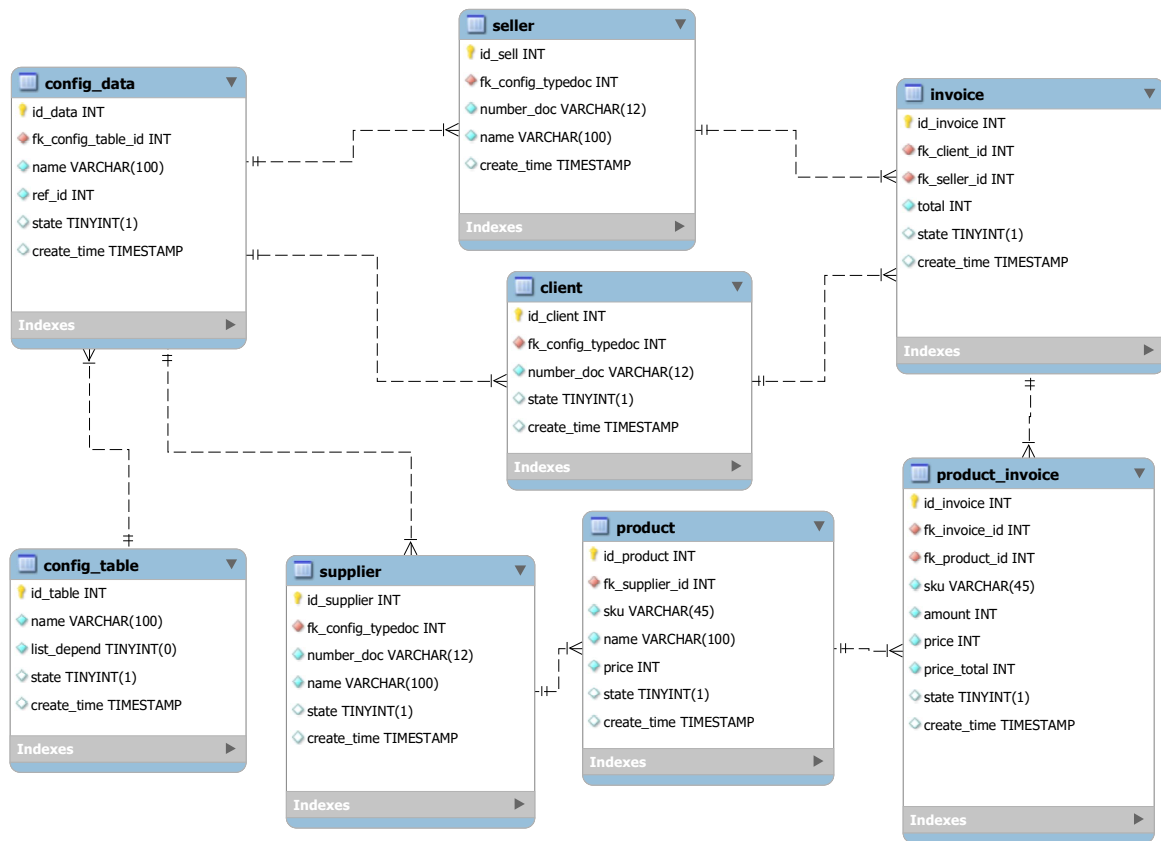 seller
id_sell INT
fk_config_typedoc INT
number_doc VARCHAR(12)
name VARCHAR(100)
create_time TIMESTAMP
Indexes
config_data
id_data INT
fk_config_table_id INT
name VARCHAR(100)
ref_id INT
state TINYINT(1)
create_time TIMESTAMP
Indexes
invoice
id_invoice INT
fk_client_id INT
fk_seller_id INT
total INT
state TINYINT(1)
create_time TIMESTAMP
Indexes
client
id_client INT
fk_config_typedoc INT
number_doc VARCHAR(12)
state TINYINT(1)
create_time TIMESTAMP
Indexes
config_table
id_table INT
name VARCHAR(100)
list_depend TINYINT(0)
state TINYINT(1)
create_time TIMESTAMP
Indexes
supplier
id_supplier INT
fk_config_typedoc INT
number_doc VARCHAR(12)
name VARCHAR(100)
state TINYINT(1)
create_time TIMESTAMP
Indexes
product
id_product INT
fk_supplier_id INT
sku VARCHAR(45)
name VARCHAR(100)
price INT
state TINYINT(1)
create_time TIMESTAMP
Indexes
product_invoice
id_invoice INT
fk_invoice_id INT
fk_product_id INT
sku VARCHAR(45)
amount INT
price INT
price_total INT
state TINYINT(1)
create_time TIMESTAMP
Indexes